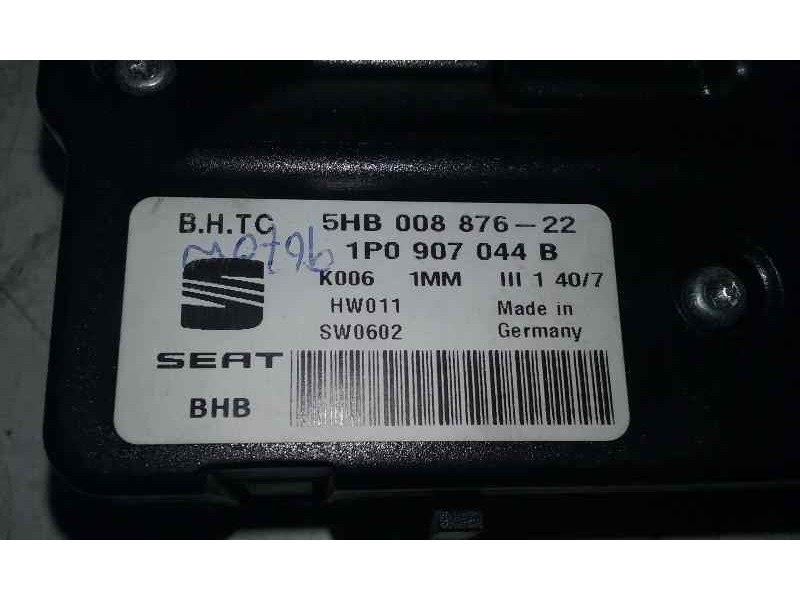 B.H.TC 5HB 008 876-22
1P0 907 044 B
K006 1MM III 1 40/7
HW011 Made in
SW0602 Germany
SEAT
BHB